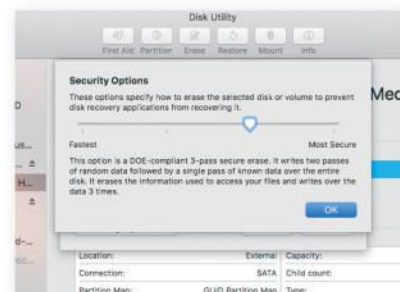 Disk Utility
First Aid Partition Erase Restore Mount Info
Security Options
These options specify how to erase the selected disk or volume to prevent
disk recovery applications from recovering it.
Med
Fastest Most Secure
This option is a DOE-compliant 3-pass secure erase. It writes two passes
of random data followed by a single pass of known data over the entire
disk. It erases the information used to access your files and writes over the
data 3 times.
OK
Location: External Capacity:
Connection: SATA Child count:
Partition Map: GUID Partition Map Type: